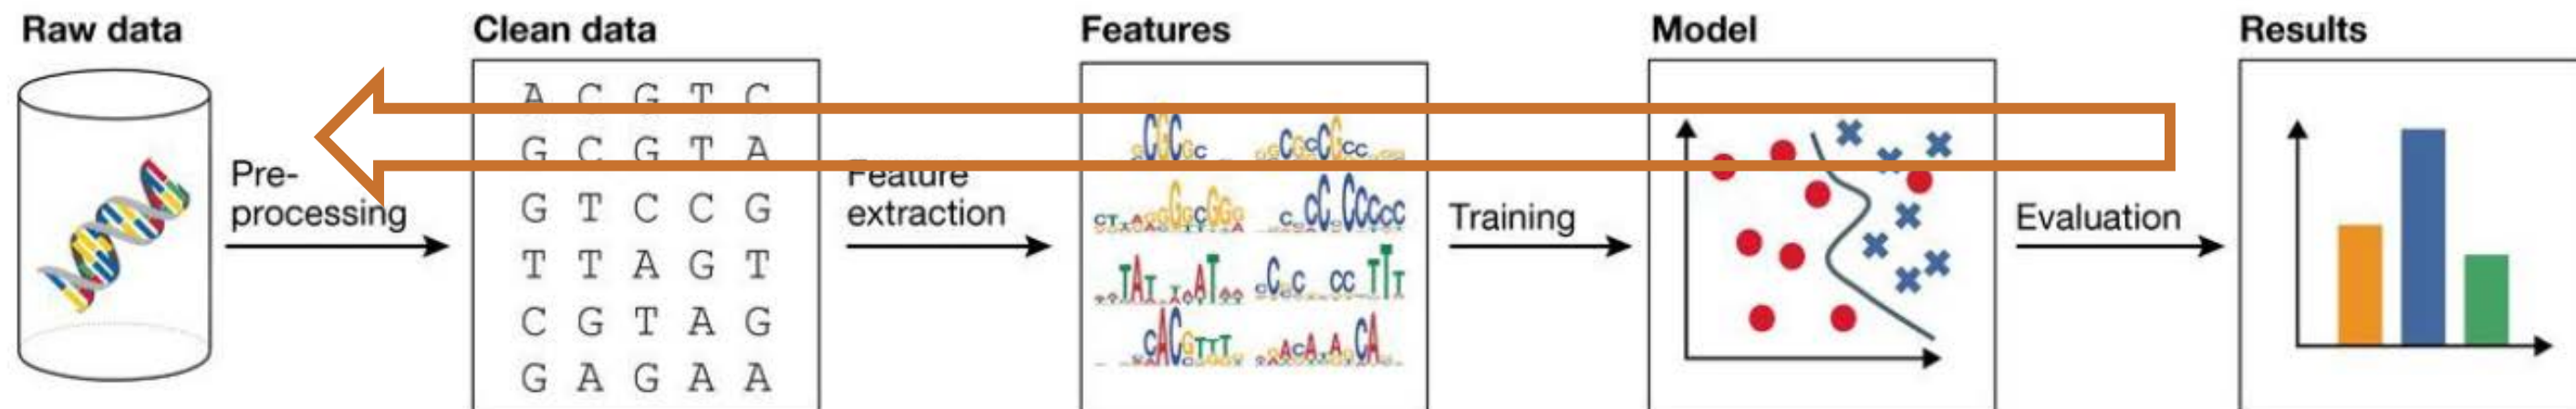 Raw data
Clean data
Features
Model
Results
Pre-
processing
A C G T C
G C G T A
G T C C G
T T A G T
C G T A G
G A G A A
Feature
extraction
Training
Evaluation